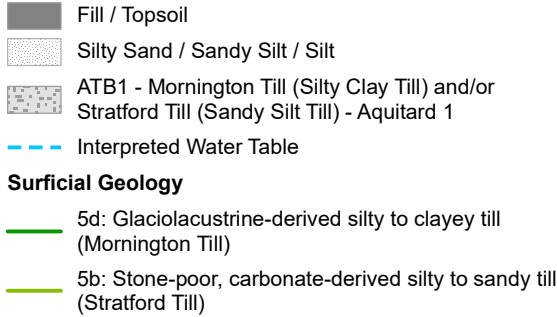 Fill / Topsoil
Silty Sand / Sandy Silt / Silt
ATB1 - Mornington Till (Silty Clay Till) and/or
Stratford Till (Sandy Silt Till) - Aquitard 1
Interpreted Water Table
Surficial Geology
5d: Glaciolacustrine-derived silty to clayey till
(Mornington Till)
5b: Stone-poor, carbonate-derived silty to sandy till
(Stratford Till)